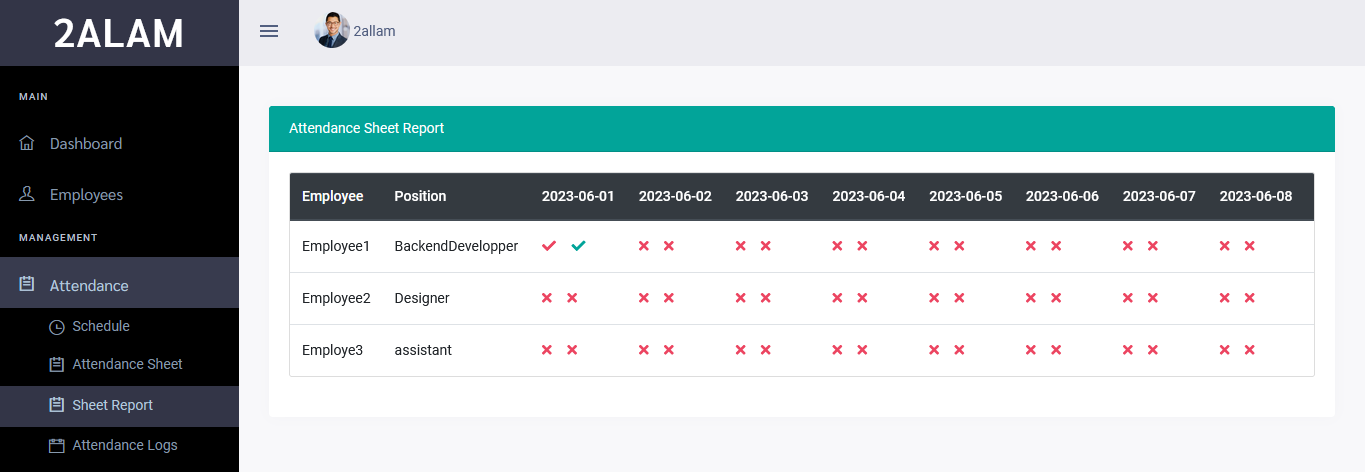 2ALAM
2allam
MAIN
Dashboard
Employees
MANAGEMENT
Attendance
Schedule
Attendance Sheet
Sheet Report
Attendance Logs
Attendance Sheet Report
Employee Position 2023-06-01 2023-06-02 2023-06-03 2023-06-04 2023-06-05 2023-06-06 2023-06-07 2023-06-08
Employee1 BackendDevelopper
Employee2 Designer
Employe3 assistant